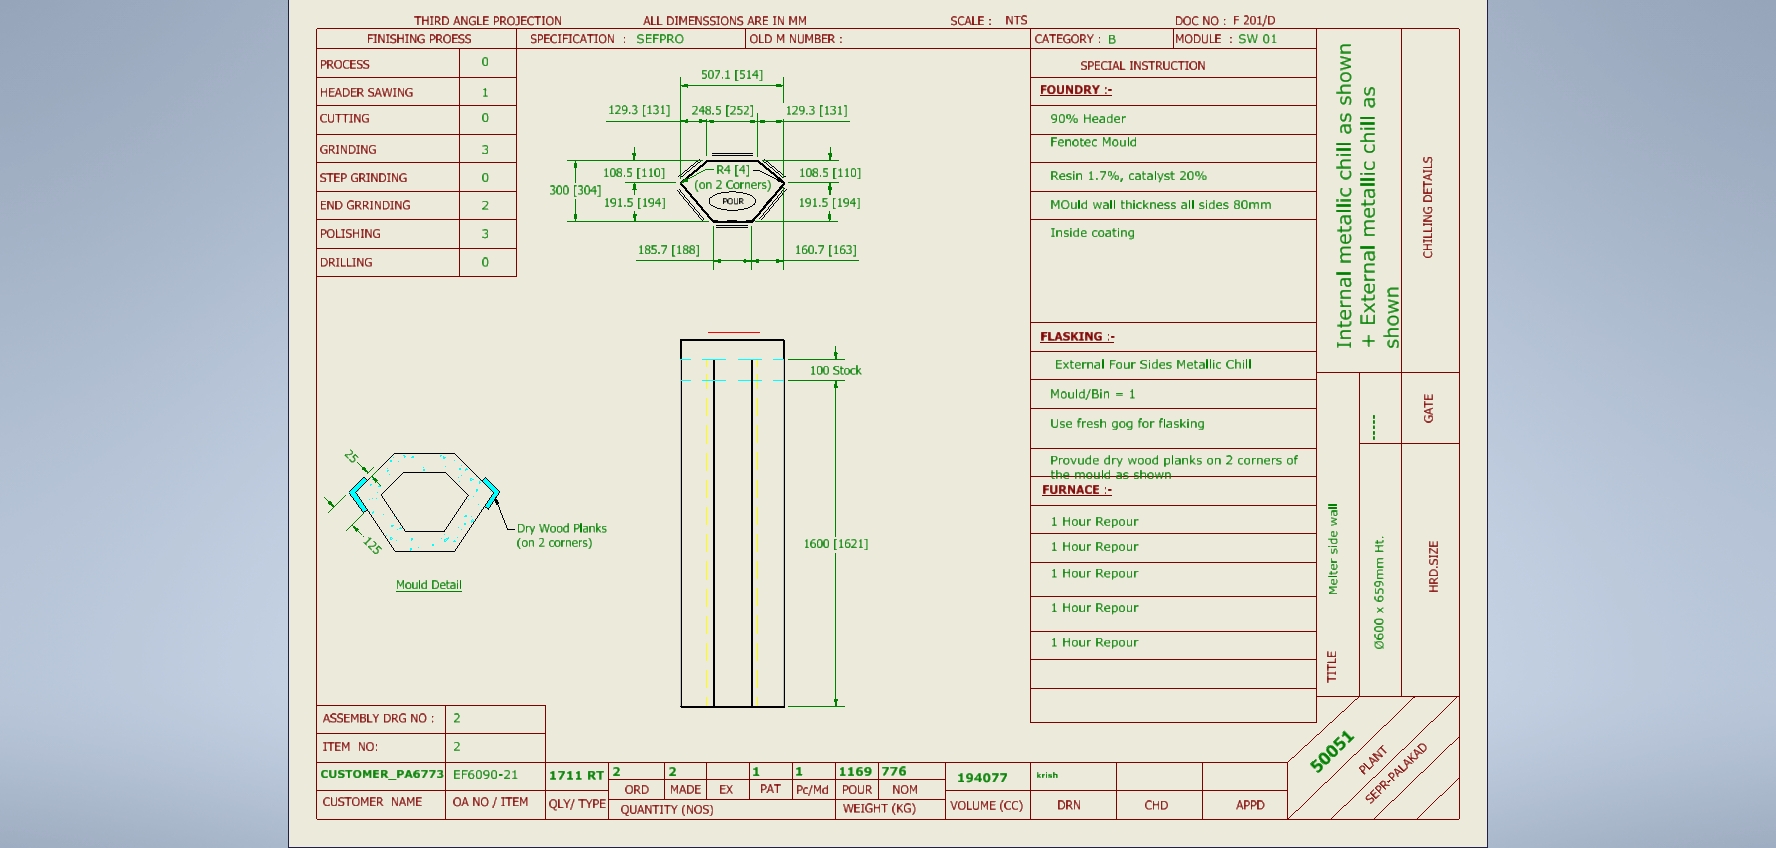 THIRD ANGLE PROJECTION ALL DIMENSSIONS ARE IN MM SCALE : NTS DOC NO : F 201/D
FINISHING PROESS SPECIFICATION : SEFPRO OLD M NUMBER : CATEGORY : B MODULE : SW 01
PROCESS 0
HEADER SAWING 1
CUTTING 0
GRINDING 3
STEP GRINDING 0
END GRRINDING 2
POLISHING 3
DRILLING 0
507.1 [514]
129.3 [131] 248.5 [252] 129.3 [131]
108.5 [110] R4 [4] 108.5 [110]
(on 2 Corners)
300 [304]
191.5 [194] POUR 191.5 [194]
185.7 [188] 160.7 [163]
100 Stock
1600 [1621]
25
125
Dry Wood Planks
(on 2 corners)
Mould Detail
SPECIAL INSTRUCTION
FOUNDRY :-
90% Header
Fenotec Mould
Resin 1.7%, catalyst 20%
MOuld wall thickness all sides 80mm
Inside coating
FLASKING :-
External Four Sides Metallic Chill
Mould/Bin = 1
Use fresh gog for flasking
Provude dry wood planks on 2 corners of
the mould as shown
FURNACE :-
1 Hour Repour
1 Hour Repour
1 Hour Repour
1 Hour Repour
1 Hour Repour
Internal metallic chill as shown
+ External metallic chill as
shown
CHILLING DETAILS
-----
GATE
TITLE Melter side wall
Ø600 x 659mm Ht.
HRD.SIZE
ASSEMBLY DRG NO : 2
ITEM NO: 2
CUSTOMER_PA6773 EF6090-21 1711 RT 2 2 1 1 1169 776 194077 krish
ORD MADE EX PAT Pc/Md POUR NOM
CUSTOMER NAME OA NO / ITEM QLY/ TYPE QUANTITY (NOS) WEIGHT (KG) VOLUME (CC) DRN CHD APPD
50051
PLANT
SEPR-PALAKAD